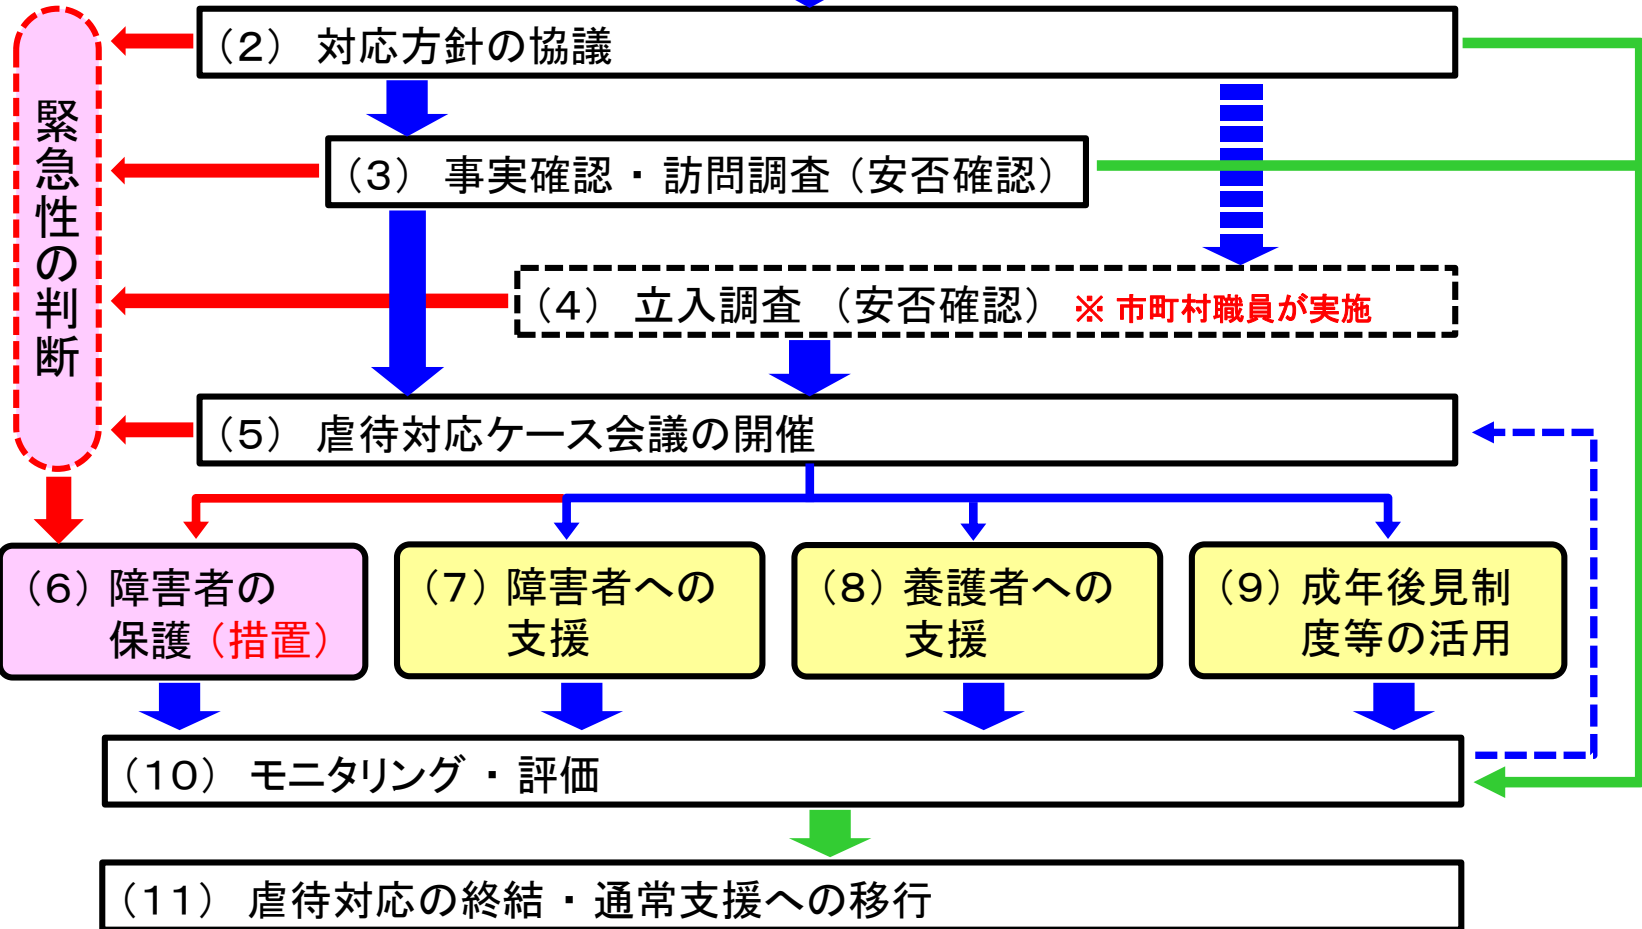 緊急性の判断
（２） 対応方針の協議
（３） 事実確認・訪問調査（安否確認）
（４） 立入調査 （安否確認） ※ 市町村職員が実施
（５） 虐待対応ケース会議の開催
（６）障害者の
保護（措置）
（７）障害者への
支援
（８）養護者への
支援
（９）成年後見制
度等の活用
（１０） モニタリング・評価
（１１） 虐待対応の終結・通常支援への移行